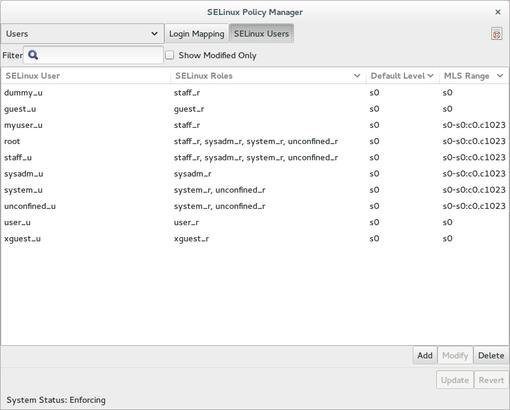 SELinux Policy Manager
Users Login Mapping SELinux Users
Filter Show Modified Only
SELinux User SELinux Roles Default Level MLS Range
dummy_u staff_r s0 s0
guest_u guest_r s0 s0
myuser_u staff_r s0 s0-s0:c0.c1023
root staff_r, sysadm_r, system_r, unconfined_r s0 s0-s0:c0.c1023
staff_u staff_r, sysadm_r, system_r, unconfined_r s0 s0-s0:c0.c1023
sysadm_u sysadm_r s0 s0-s0:c0.c1023
system_u system_r, unconfined_r s0 s0-s0:c0.c1023
unconfined_u system_r, unconfined_r s0 s0-s0:c0.c1023
user_u user_r s0 s0
xguest_u xguest_r s0 s0
Add Modify Delete
Update Revert
System Status: Enforcing